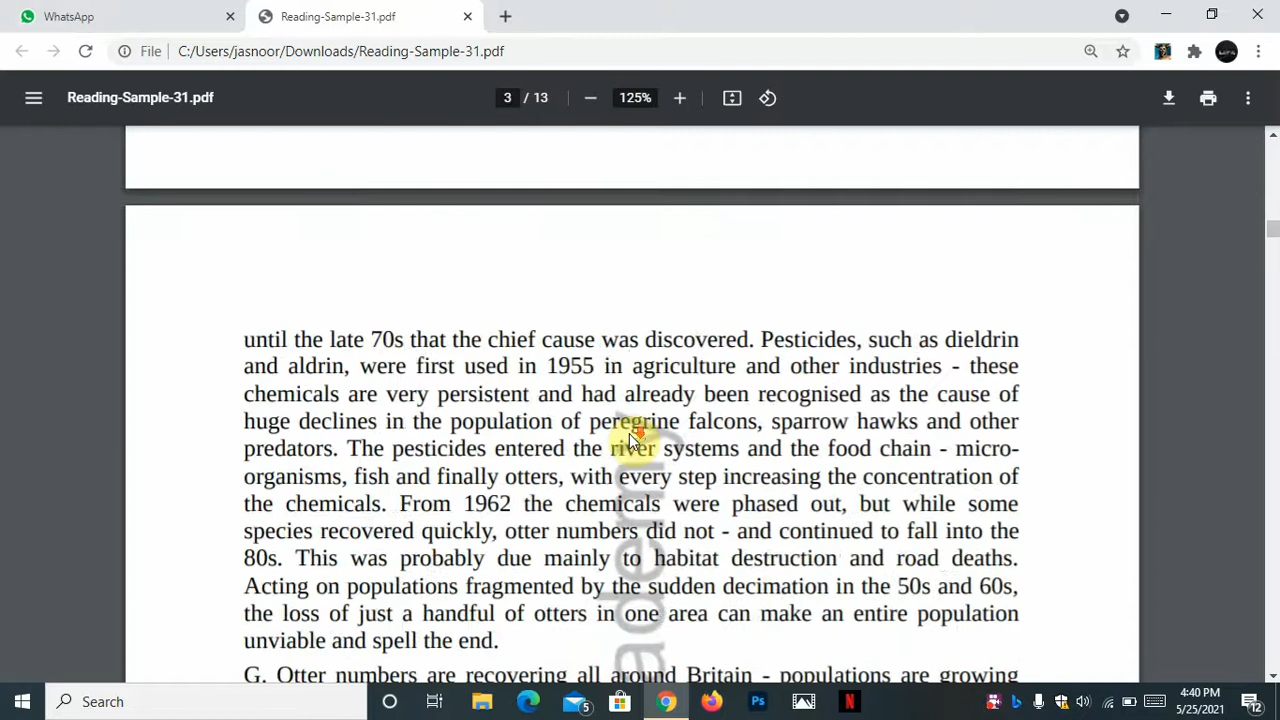 WhatsApp
Reading-Sample-31.pdf
File
C:/Users/jasnoor/Downloads/Reading-Sample-31.pdf
Reading-Sample-31.pdf
3 / 13
125%
until the late 70s that the chief cause was discovered. Pesticides, such as dieldrin
and aldrin, were first used in 1955 in agriculture and other industries - these
chemicals are very persistent and had already been recognised as the cause of
huge declines in the population of peregrine falcons, sparrow hawks and other
predators. The pesticides entered the river systems and the food chain - micro-
organisms, fish and finally otters, with every step increasing the concentration of
the chemicals. From 1962 the chemicals were phased out, but while some
species recovered quickly, otter numbers did not - and continued to fall into the
80s. This was probably due mainly to habitat destruction and road deaths.
Acting on populations fragmented by the sudden decimation in the 50s and 60s,
the loss of just a handful of otters in one area can make an entire population
unviable and spell the end.
G. Otter numbers are recovering all around Britain - populations are growing
Search
5
Ps
N
4:40 PM
5/25/2021
12